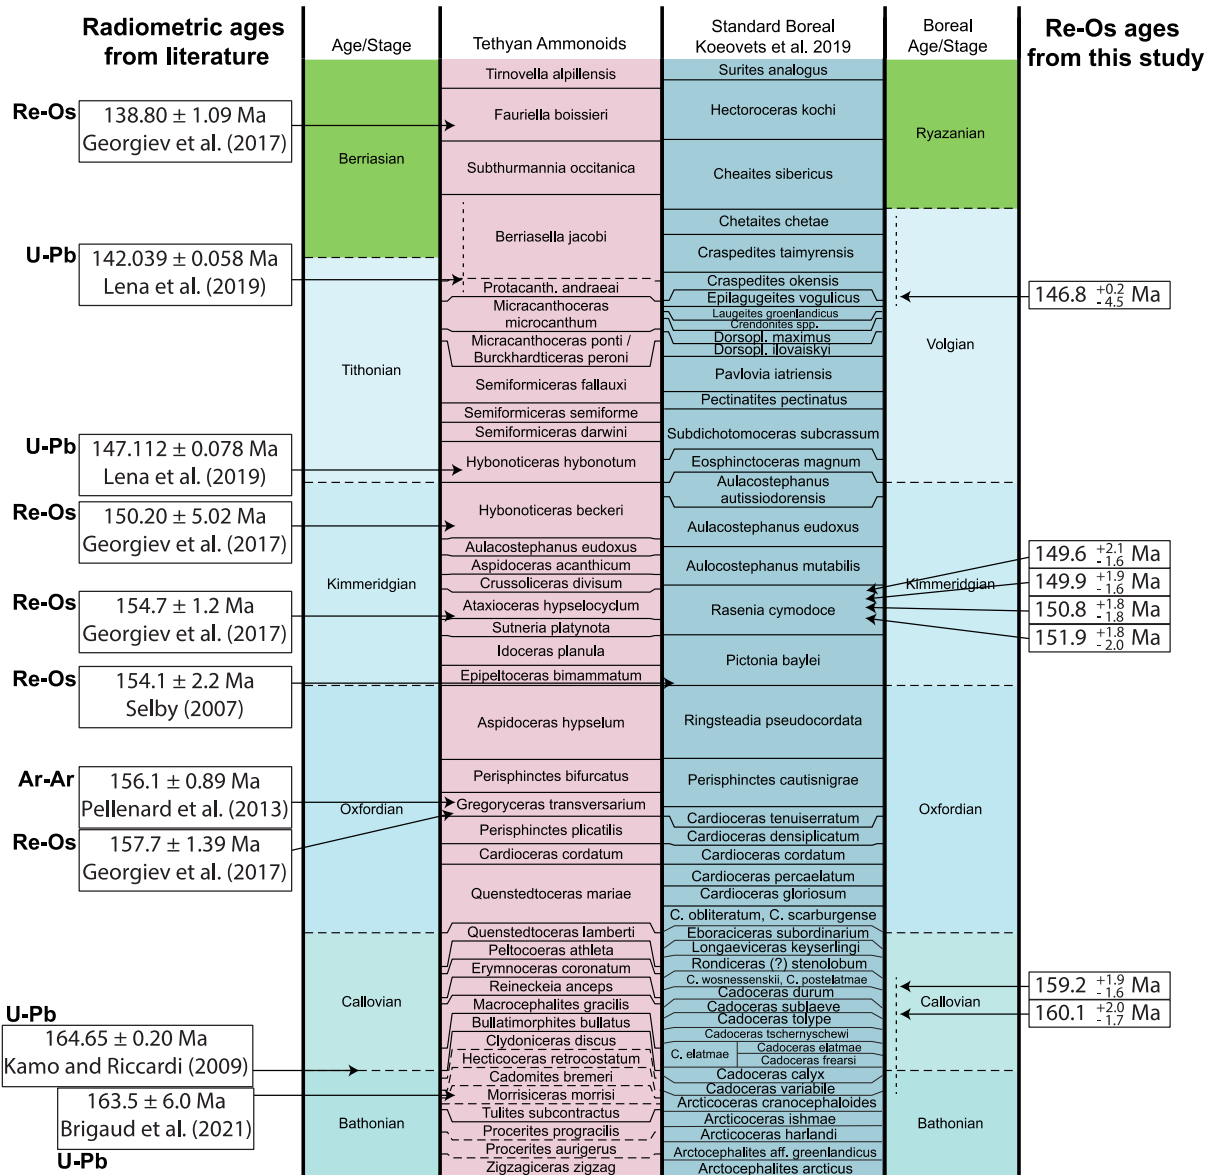 Radiometric ages
from literature
Age/Stage
Tethyan Ammonoids
Standard Boreal
Koeovets et al. 2019
Boreal
Age/Stage
Re-Os ages
from this study
Re-Os
138.80 ± 1.09 Ma
Georgiev et al. (2017)
U-Pb
142.039 ± 0.058 Ma
Lena et al. (2019)
U-Pb
147.112 ± 0.078 Ma
Lena et al. (2019)
Re-Os
150.20 ± 5.02 Ma
Georgiev et al. (2017)
Re-Os
154.7 ± 1.2 Ma
Georgiev et al. (2017)
Re-Os
154.1 ± 2.2 Ma
Selby (2007)
Ar-Ar
156.1 ± 0.89 Ma
Pellenard et al. (2013)
Re-Os
157.7 ± 1.39 Ma
Georgiev et al. (2017)
U-Pb
164.65 ± 0.20 Ma
Kamo and Riccardi (2009)
163.5 ± 6.0 Ma
Brigaud et al. (2021)
U-Pb
Berriasian
Tithonian
Kimmeridgian
Oxfordian
Callovian
Bathonian
Tirnovella alpillensis
Fauriella boissieri
Subthurmannia occitanica
Berriasella jacobi
Protacanth. andraeai
Micracanthoceras
microcanthum
Micracanthoceras ponti /
Burckhardticeras peroni
Semiformiceras fallauxi
Semiformiceras semiforme
Semiformiceras darwini
Hybonoticeras hybonotum
Hybonoticeras beckeri
Aulacostephanus eudoxus
Aspidoceras acanthicum
Crussoliceras divisum
Ataxioceras hypselocyclum
Sutneria platynota
Idoceras planula
Epipeltoceras bimammatum
Aspidoceras hypselum
Perisphinctes bifurcatus
Gregoryceras transversarium
Perisphinctes plicatilis
Cardioceras cordatum
Quenstedtoceras mariae
Quenstedtoceras lamberti
Peltocoeras athleta
Erymnoceras coronatum
Reineckeia anceps
Macrocephalites gracilis
Bullatimorphites bullatus
Clydoniceras discus
Hecticoceras retrocostatum
Cadomites bremeri
Morrisiceras morrisi
Tulites subcontractus
Procerites progracilis
Procerites aurigerus
Zigzagiceras zigzag
Surites analogus
Hectoroceras kochi
Cheaites sibericus
Chetaites chetae
Craspedites taimyrensis
Craspedites okensis
Epilagugeites vogulicus
Laugeites groenlandicus
Crendonites spp.
Dorsopl. maximus
Dorsopl. ilovaiskyi
Pavlovia iatriensis
Pectinatites pectinatus
Subdichotomoceras subcrassum
Eosphinctoceras magnum
Aulacostephanus
autissiodorensis
Aulacostephanus eudoxus
Aulocostephanus mutabilis
Rasenia cymodoce
Pictonia baylei
Ringsteadia pseudocordata
Perisphinctes cautisnigrae
Cardioceras tenuiserratum
Cardioceras densiplicatum
Cardioceras cordatum
Cardioceras percaelatum
Cardioceras gloriosum
C. obliteratum, C. scarburgense
Eboraciceras subordinarium
Longaeviceras keyserlingi
Rondiceras (?) stenolobum
C. wosnessenskii, C. postelatmae
Cadoceras durum
Cadoceras sublaeve
Cadoceras tolype
Cadoceras tschernyschewi
C. elatmae
Cadoceras elatmae
Cadoceras frearsi
Cadoceras calyx
Cadoceras variabile
Arcticoceras cranocephaloides
Arcticoceras ishmae
Arcticoceras harlandi
Arctocephalites aff. greenlandicus
Arctocephalites arcticus
Ryazanian
Volgian
Kimmeridgian
Oxfordian
Callovian
Bathonian
146.8 +0.2 -4.5 Ma
149.6 +2.1 -1.6 Ma
149.9 +1.9 -1.6 Ma
150.8 +1.8 -1.8 Ma
151.9 +1.8 -2.0 Ma
159.2 +1.9 -1.6 Ma
160.1 +2.0 -1.7 Ma